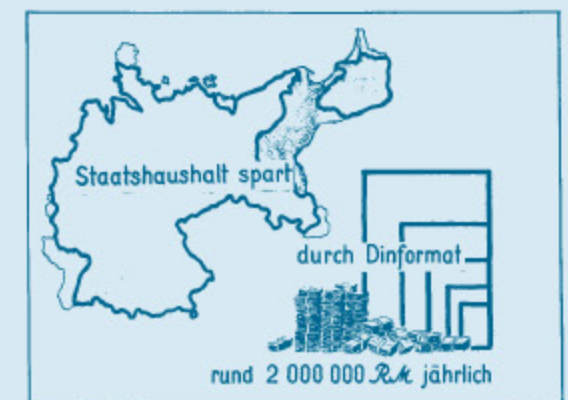 Staatshaushalt spart
durch Dinformat
rund 2 000 000 RM jährlich